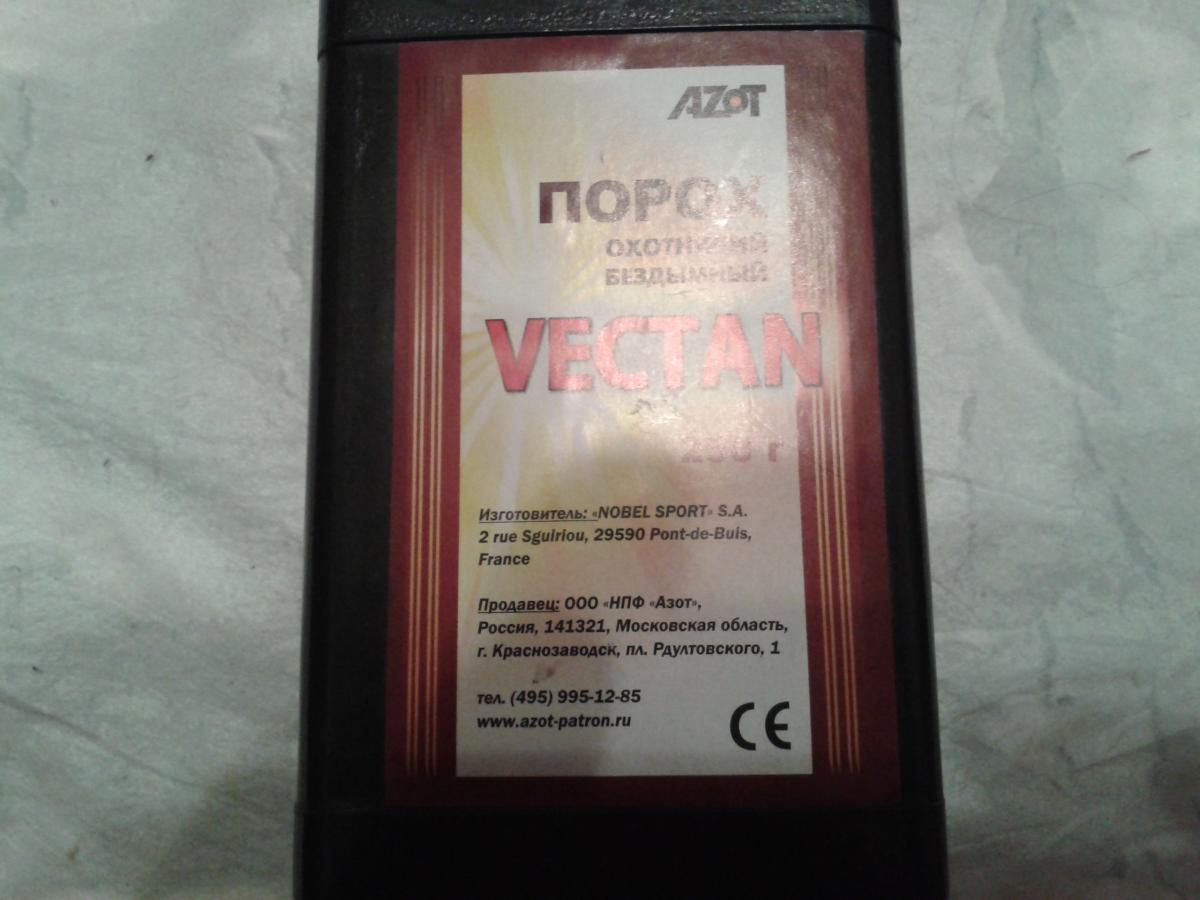 AZOT
ПОРОХ
ОХОТНИЧИЙ
БЕЗДЫМНЫЙ
VECTAN
250 г
Изготовитель: «NOBEL SPORT» S.A.
2 rue Sguiriou, 29590 Pont-de-Buis,
France
Продавец: ООО «НПФ «Азот»,
Россия, 141321, Московская область,
г. Краснозаводск, пл. Рдултовского, 1
тел. (495) 995-12-85
www.azot-patron.ru
CE